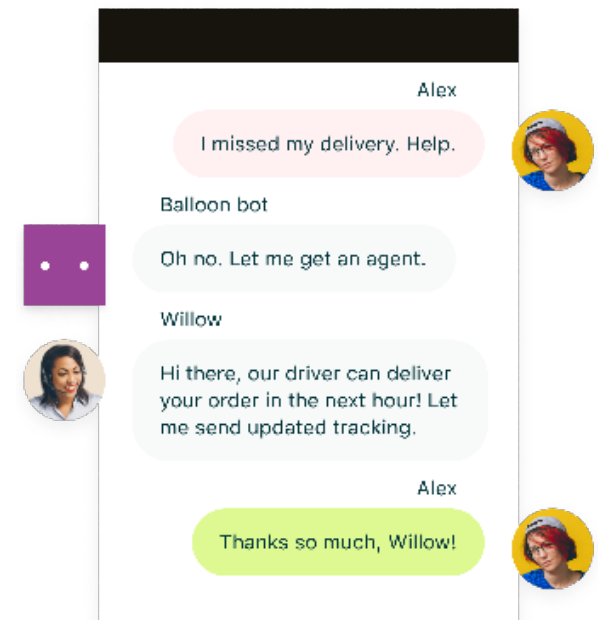 Alex
I missed my delivery. Help.
Balloon bot
Oh no. Let me get an agent.
Willow
Hi there, our driver can deliver
your order in the next hour! Let
me send updated tracking.
Alex
Thanks so much, Willow!